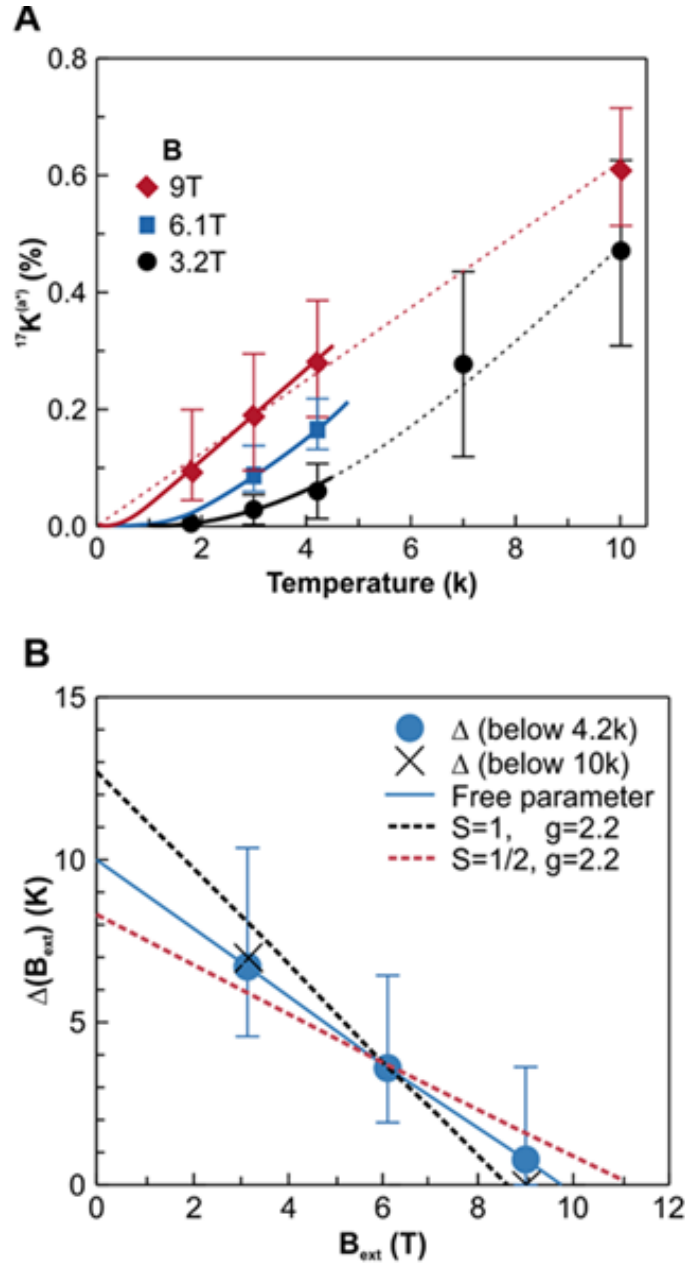 A
0.8
0.6
0.4
0.2
0.0
¹⁷K⁽ᵃ*⁾ (%)
B
9T
6.1T
3.2T
0 2 4 6 8 10
Temperature (k)
B
15
10
5
0
Δ(Bₑₓₜ) (K)
Δ (below 4.2k)
Δ (below 10k)
Free parameter
S=1, g=2.2
S=1/2, g=2.2
0 2 4 6 8 10 12
Bₑₓₜ (T)